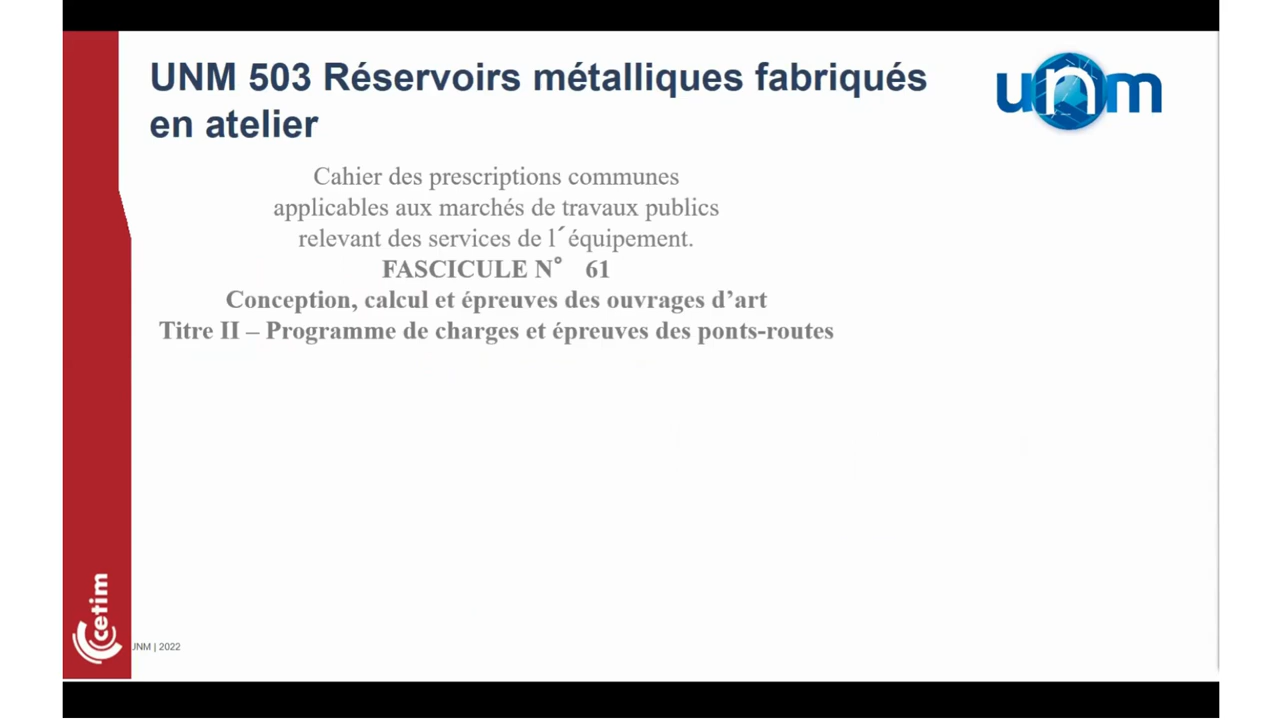 UNM 503 Réservoirs métalliques fabriqués
en atelier
unm
Cahier des prescriptions communes
applicables aux marchés de travaux publics
relevant des services de l´équipement.
FASCICULE N° 61
Conception, calcul et épreuves des ouvrages d’art
Titre II – Programme de charges et épreuves des ponts-routes
cetim
UNM | 2022